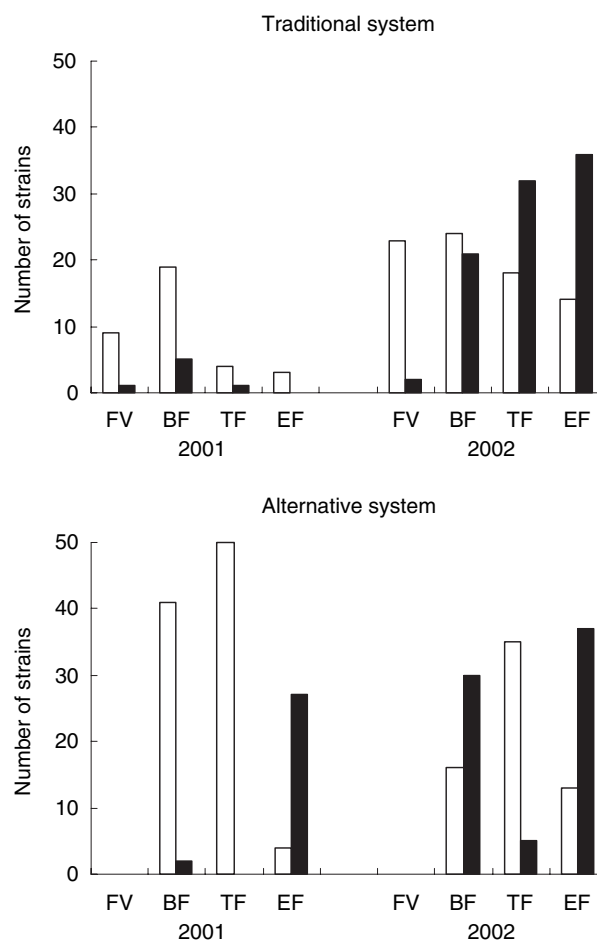 Traditional system
Number of strains
50
40
30
20
10
0
FV BF TF EF FV BF TF EF
2001 2002
Alternative system
Number of strains
50
40
30
20
10
0
FV BF TF EF FV BF TF EF
2001 2002